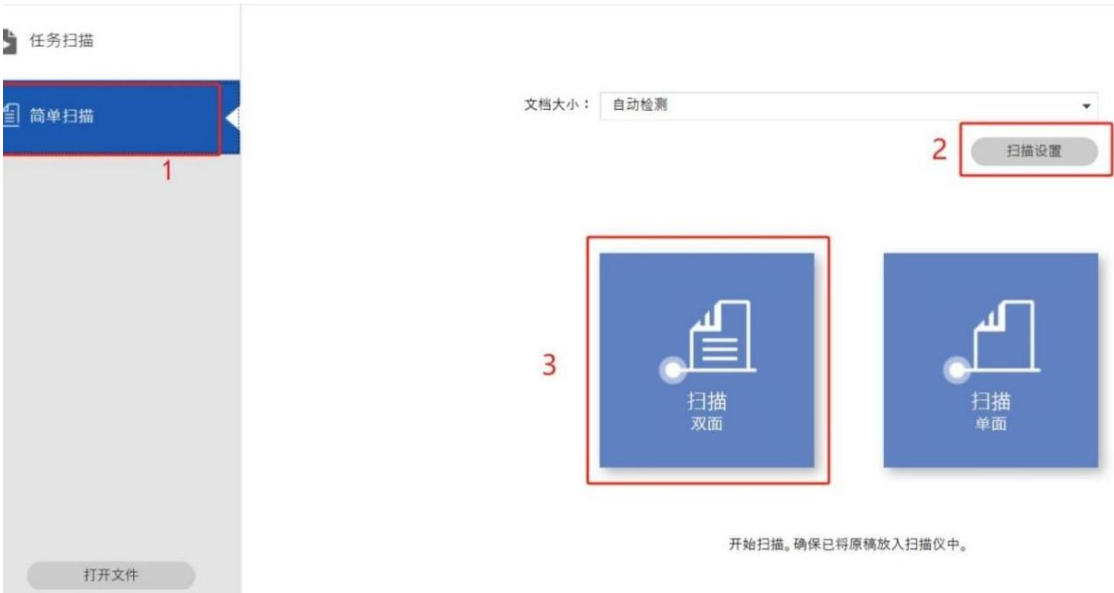 任务扫描
简单扫描
1
文档大小： 自动检测
2 扫描设置
3
扫描
双面
扫描
单面
开始扫描。确保已将原稿放入扫描仪中。
打开文件